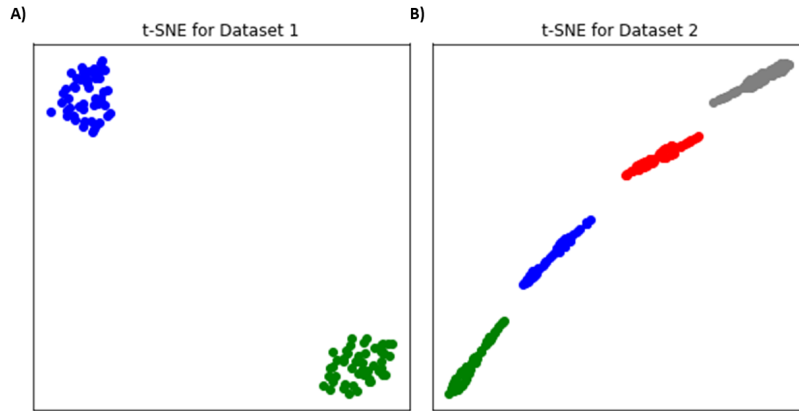 A)
t-SNE for Dataset 1
B)
t-SNE for Dataset 2